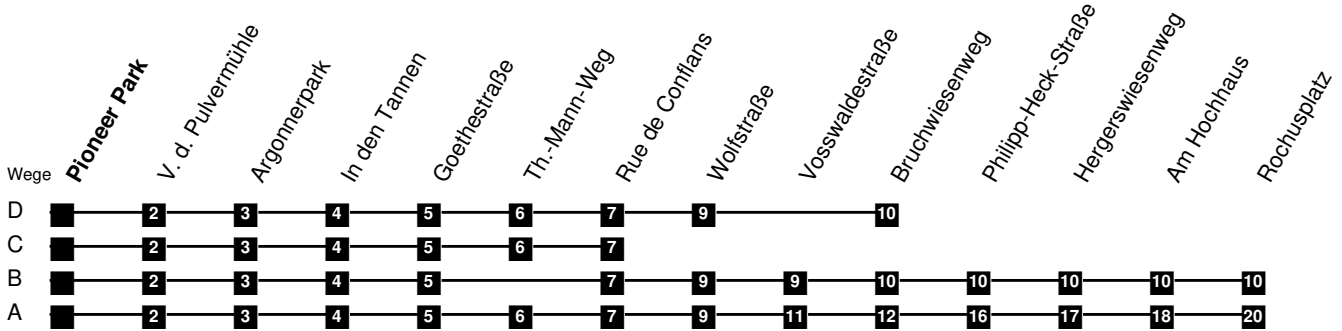 Pioneer Park
V. d. Pulvermühle
Argonnerpark
In den Tannen
Goethestraße
Th.-Mann-Weg
Rue de Conflans
Wolfstraße
Vosswaldestraße
Bruchwiesenweg
Philipp-Heck-Straße
Hergerswiesenweg
Am Hochhaus
Rochusplatz
Wege
D 2 3 4 5 6 7 9 10
C 2 3 4 5 6 7
B 2 3 4 5 7 9 9 10 10 10 10 10
A 2 3 4 5 6 7 9 11 12 16 17 18 20